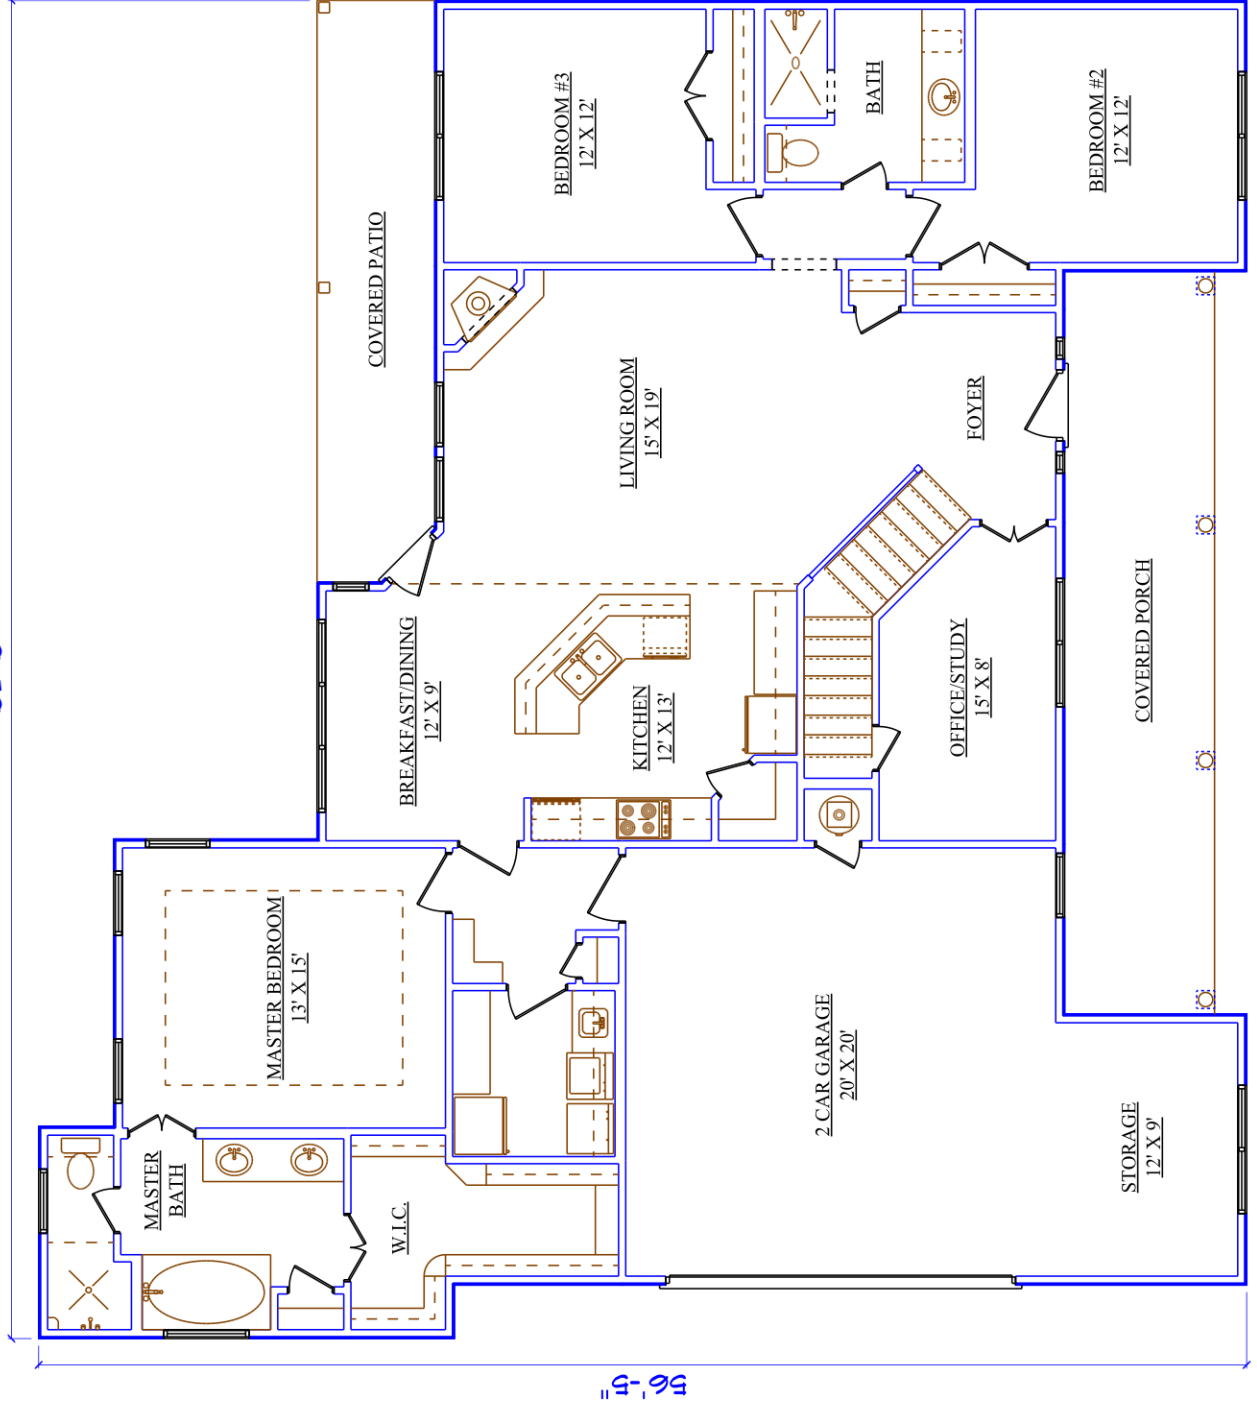 BEDROOM #3
12' X 12'
BATH
BEDROOM #2
12' X 12'
COVERED PATIO
LIVING ROOM
15' X 19'
FOYER
BREAKFAST/DINING
12' X 9'
KITCHEN
12' X 13'
OFFICE/STUDY
15' X 8'
COVERED PORCH
MASTER BEDROOM
13' X 15'
2 CAR GARAGE
20' X 20'
STORAGE
12' X 9'
MASTER
BATH
W.I.C.
56'-5"